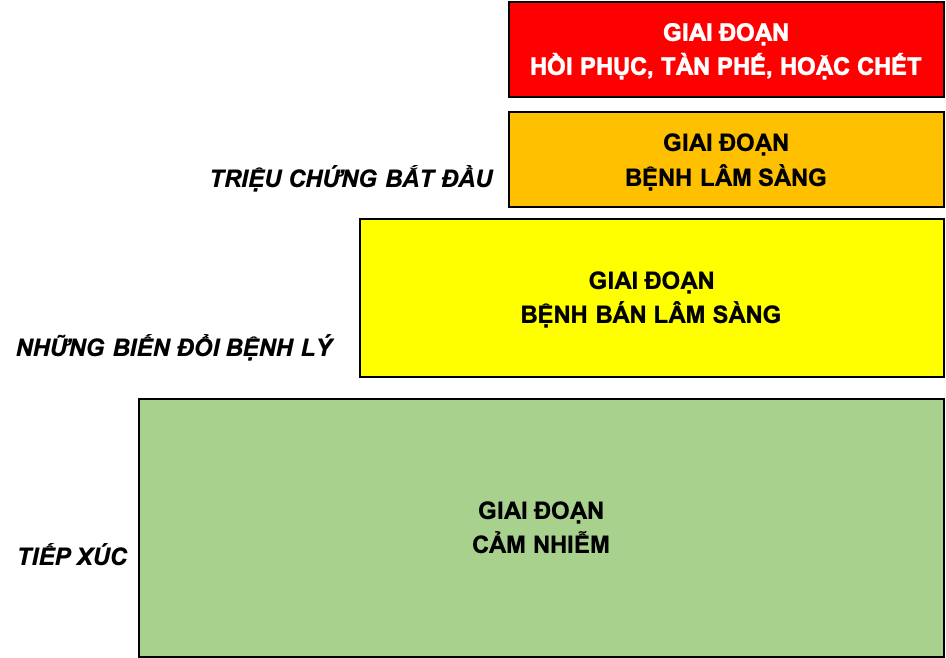 GIAI ĐOẠN
HỒI PHỤC, TÀN PHẾ, HOẶC CHẾT
GIAI ĐOẠN
BỆNH LÂM SÀNG
TRIỆU CHỨNG BẮT ĐẦU
GIAI ĐOẠN
BỆNH BÁN LÂM SÀNG
NHỮNG BIẾN ĐỔI BỆNH LÝ
GIAI ĐOẠN
CẢM NHIỄM
TIẾP XÚC